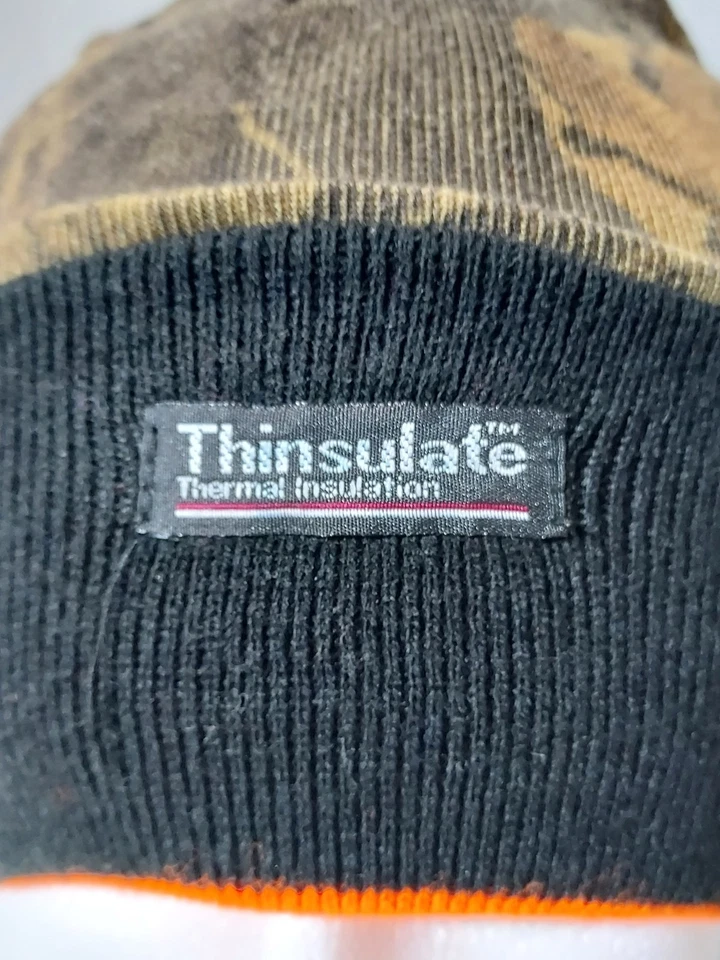 Thinsulate™
Thermal Insulation